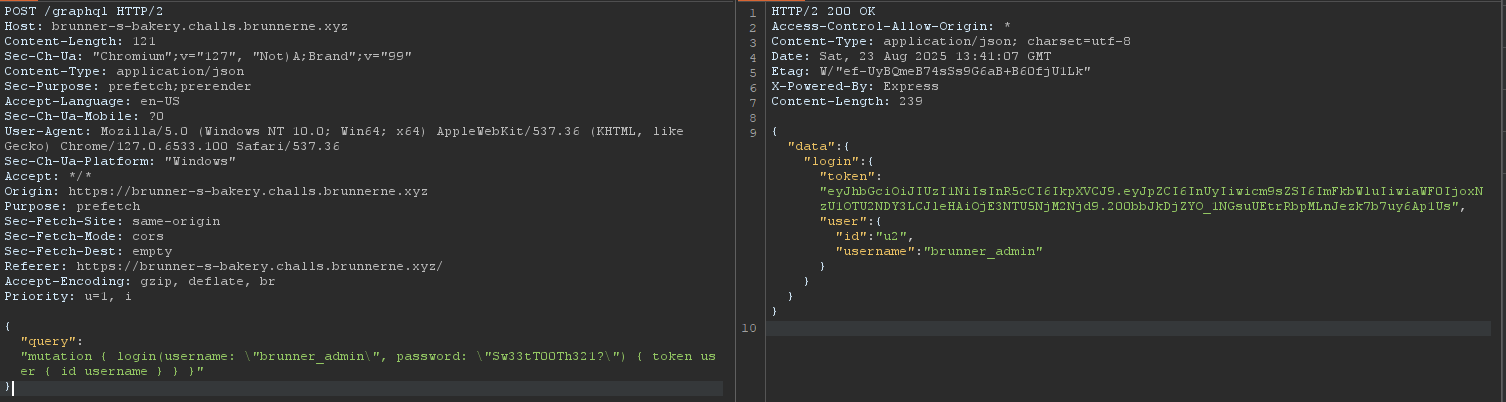 POST /graphql HTTP/2
Host: brunner-s-bakery.challs.brunnerne.xyz
Content-Length: 121
Sec-Ch-Ua: "Chromium";v="127", "Not)A;Brand";v="99"
Content-Type: application/json
Sec-Purpose: prefetch;prerender
Accept-Language: en-US
Sec-Ch-Ua-Mobile: ?0
User-Agent: Mozilla/5.0 (Windows NT 10.0; Win64; x64) AppleWebKit/537.36 (KHTML, like
Gecko) Chrome/127.0.6533.100 Safari/537.36
Sec-Ch-Ua-Platform: "Windows"
Accept: */*
Origin: https://brunner-s-bakery.challs.brunnerne.xyz
Purpose: prefetch
Sec-Fetch-Site: same-origin
Sec-Fetch-Mode: cors
Sec-Fetch-Dest: empty
Referer: https://brunner-s-bakery.challs.brunnerne.xyz/
Accept-Encoding: gzip, deflate, br
Priority: u=1, i
{
"query":
"mutation { login(username: \"brunner_admin\", password: \"Sw33tT00Th321?\") { token us
er { id username } } }"
}
1 HTTP/2 200 OK
2 Access-Control-Allow-Origin: *
3 Content-Type: application/json; charset=utf-8
4 Date: Sat, 23 Aug 2025 13:41:07 GMT
5 Etag: W/"ef-UyBQmeB74sSs9G6aB+B60fjU1Lk"
6 X-Powered-By: Express
7 Content-Length: 239
8
9 {
"data":{
"login":{
"token":
"eyJhbGciOiJIUzI1NiIsInR5cCI6IkpXVCJ9.eyJpZCI6InUyIiwicm9sZSI6ImFkbWluIiwiaWF0IjoxN
zU1OTU2NDY3LCJleHAiOjE3NTU5NjM2Njd9.200bbJkDjZYO_1NGsuUEtrRbpMLnJezk7b7uy6Ap1Us",
"user":{
"id":"u2",
"username":"brunner_admin"
}
}
}
}
10